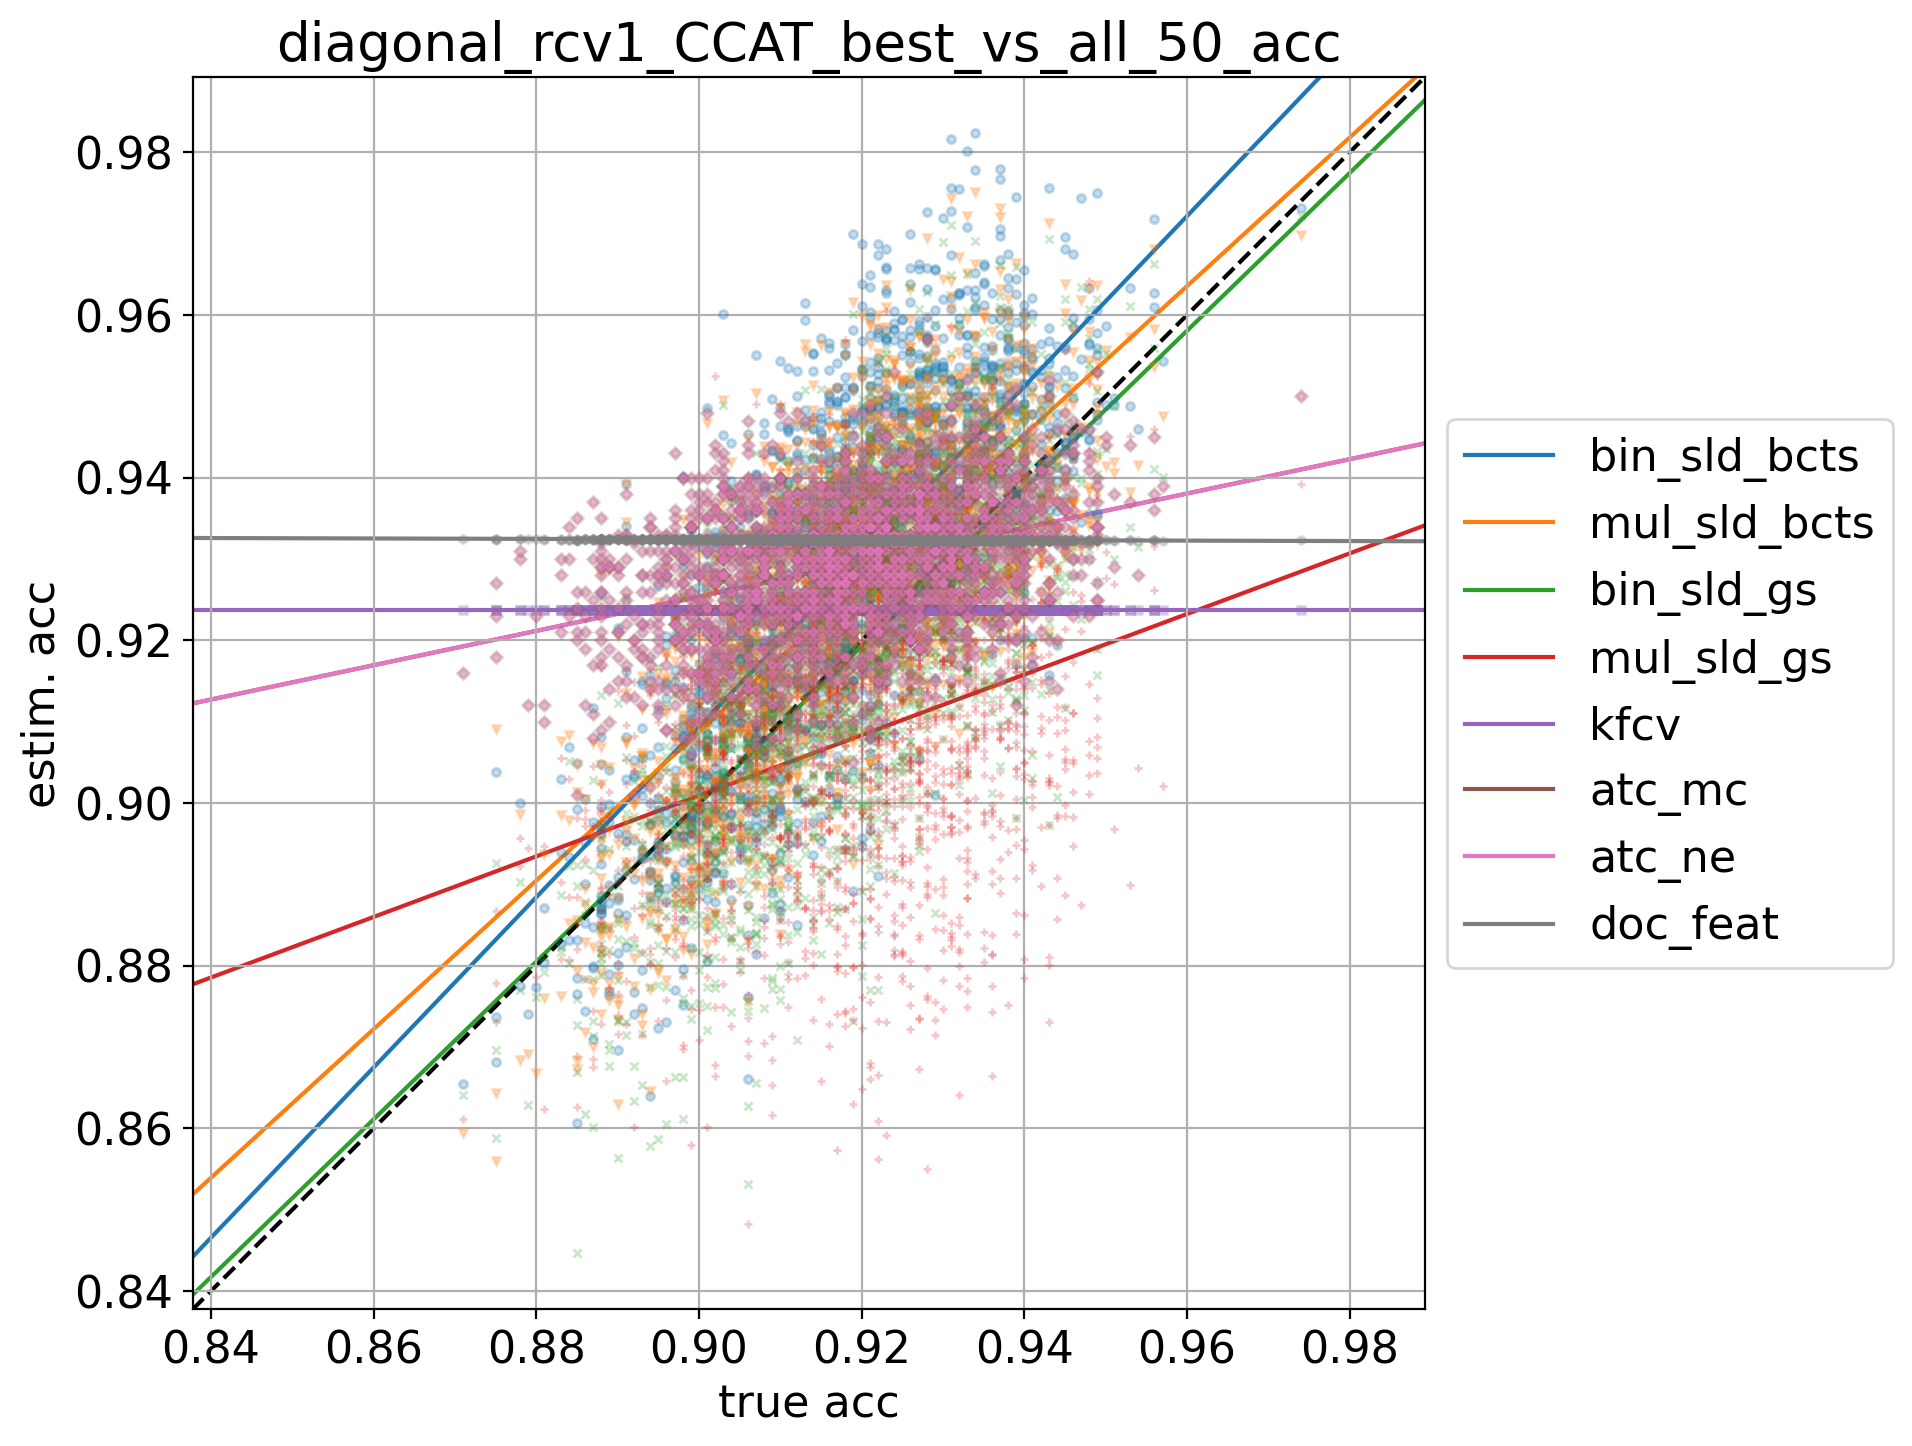 diagonal_rcv1_CCAT_best_vs_all_50_acc
estim. acc
0.98
0.96
0.94
0.92
0.90
0.88
0.86
0.84
0.84 0.86 0.88 0.90 0.92 0.94 0.96 0.98
true acc
bin_sld_bcts
mul_sld_bcts
bin_sld_gs
mul_sld_gs
kfcv
atc_mc
atc_ne
doc_feat